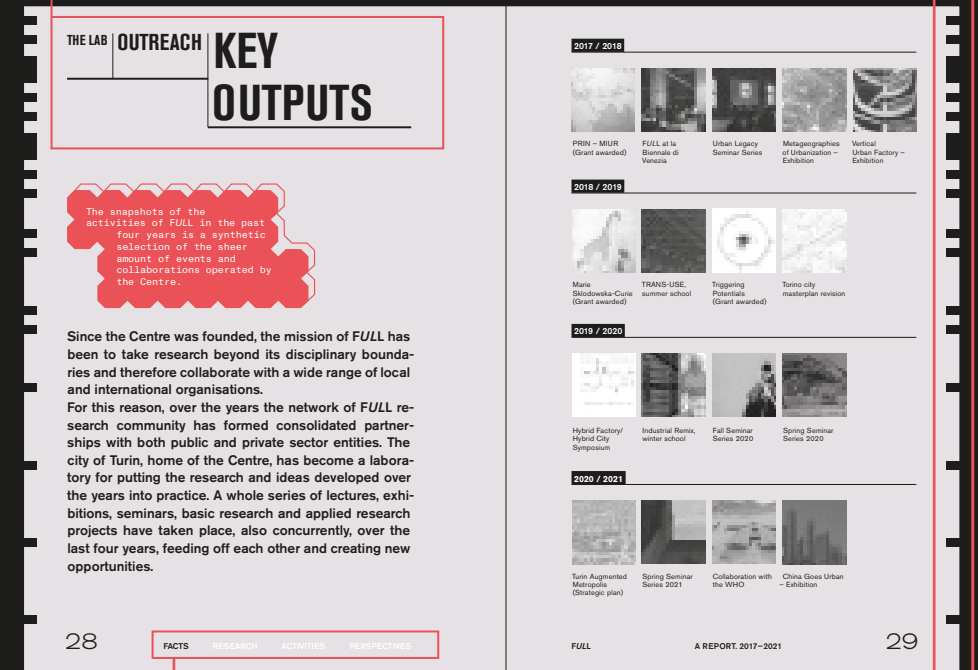 THE LAB
OUTREACH
KEY
OUTPUTS
The snapshots of the
activities of FULL in the past
four years is a synthetic
selection of the sheer
amount of events and
collaborations operated by
the Centre.
Since the Centre was founded, the mission of FULL has
been to take research beyond its disciplinary bounda-
ries and therefore collaborate with a wide range of local
and international organisations.
For this reason, over the years the network of FULL re-
search community has formed consolidated partner-
ships with both public and private sector entities. The
city of Turin, home of the Centre, has become a labora-
tory for putting the research and ideas developed over
the years into practice. A whole series of lectures, exhi-
bitions, seminars, basic research and applied research
projects have taken place, also concurrently, over the
last four years, feeding off each other and creating new
opportunities.
28
FACTS RESEARCH ACTIVITIES PERSPECTIVES
2017 / 2018
PRIN – MIUR
(Grant awarded)
FULL at la
Biennale di
Venezia
Urban Legacy
Seminar Series
Metageographies
of Urbanization –
Exhibition
Vertical
Urban Factory –
Exhibition
2018 / 2019
Marie
Sklodowska-Curie
(Grant awarded)
TRANS-USE,
summer school
Triggering
Potentials
(Grant awarded)
Torino city
masterplan revision
2019 / 2020
Hybrid Factory/
Hybrid City
Symposium
Industrial Remix,
winter school
Fall Seminar
Series 2020
Spring Seminar
Series 2020
2020 / 2021
Turin Augmented
Metropolis
(Strategic plan)
Spring Seminar
Series 2021
Collaboration with
the WHO
China Goes Urban
– Exhibition
FULL
A REPORT. 2017–2021
29